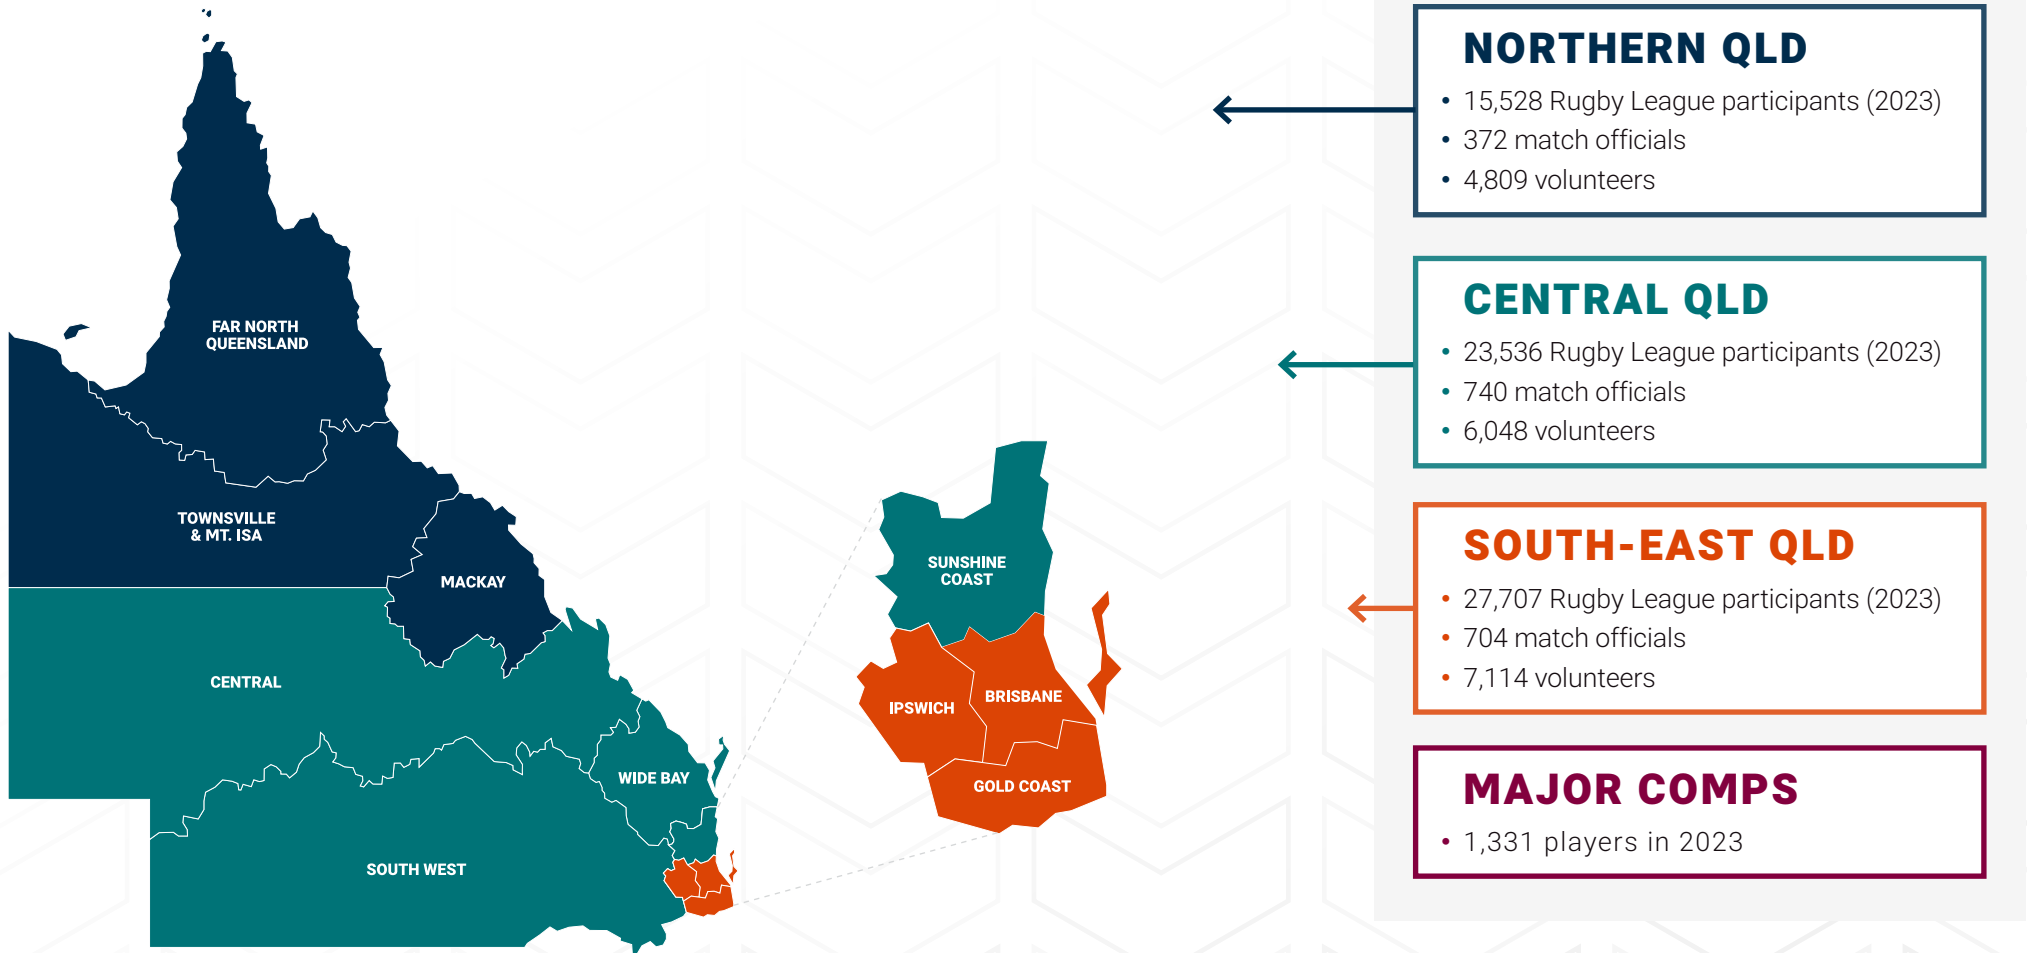 FAR NORTH
QUEENSLAND
TOWNSVILLE
& MT. ISA
MACKAY
CENTRAL
WIDE BAY
SOUTH WEST
SUNSHINE
COAST
IPSWICH
BRISBANE
GOLD COAST
NORTHERN QLD
• 15,528 Rugby League participants (2023)
• 372 match officials
• 4,809 volunteers
CENTRAL QLD
• 23,536 Rugby League participants (2023)
• 740 match officials
• 6,048 volunteers
SOUTH-EAST QLD
• 27,707 Rugby League participants (2023)
• 704 match officials
• 7,114 volunteers
MAJOR COMPS
• 1,331 players in 2023